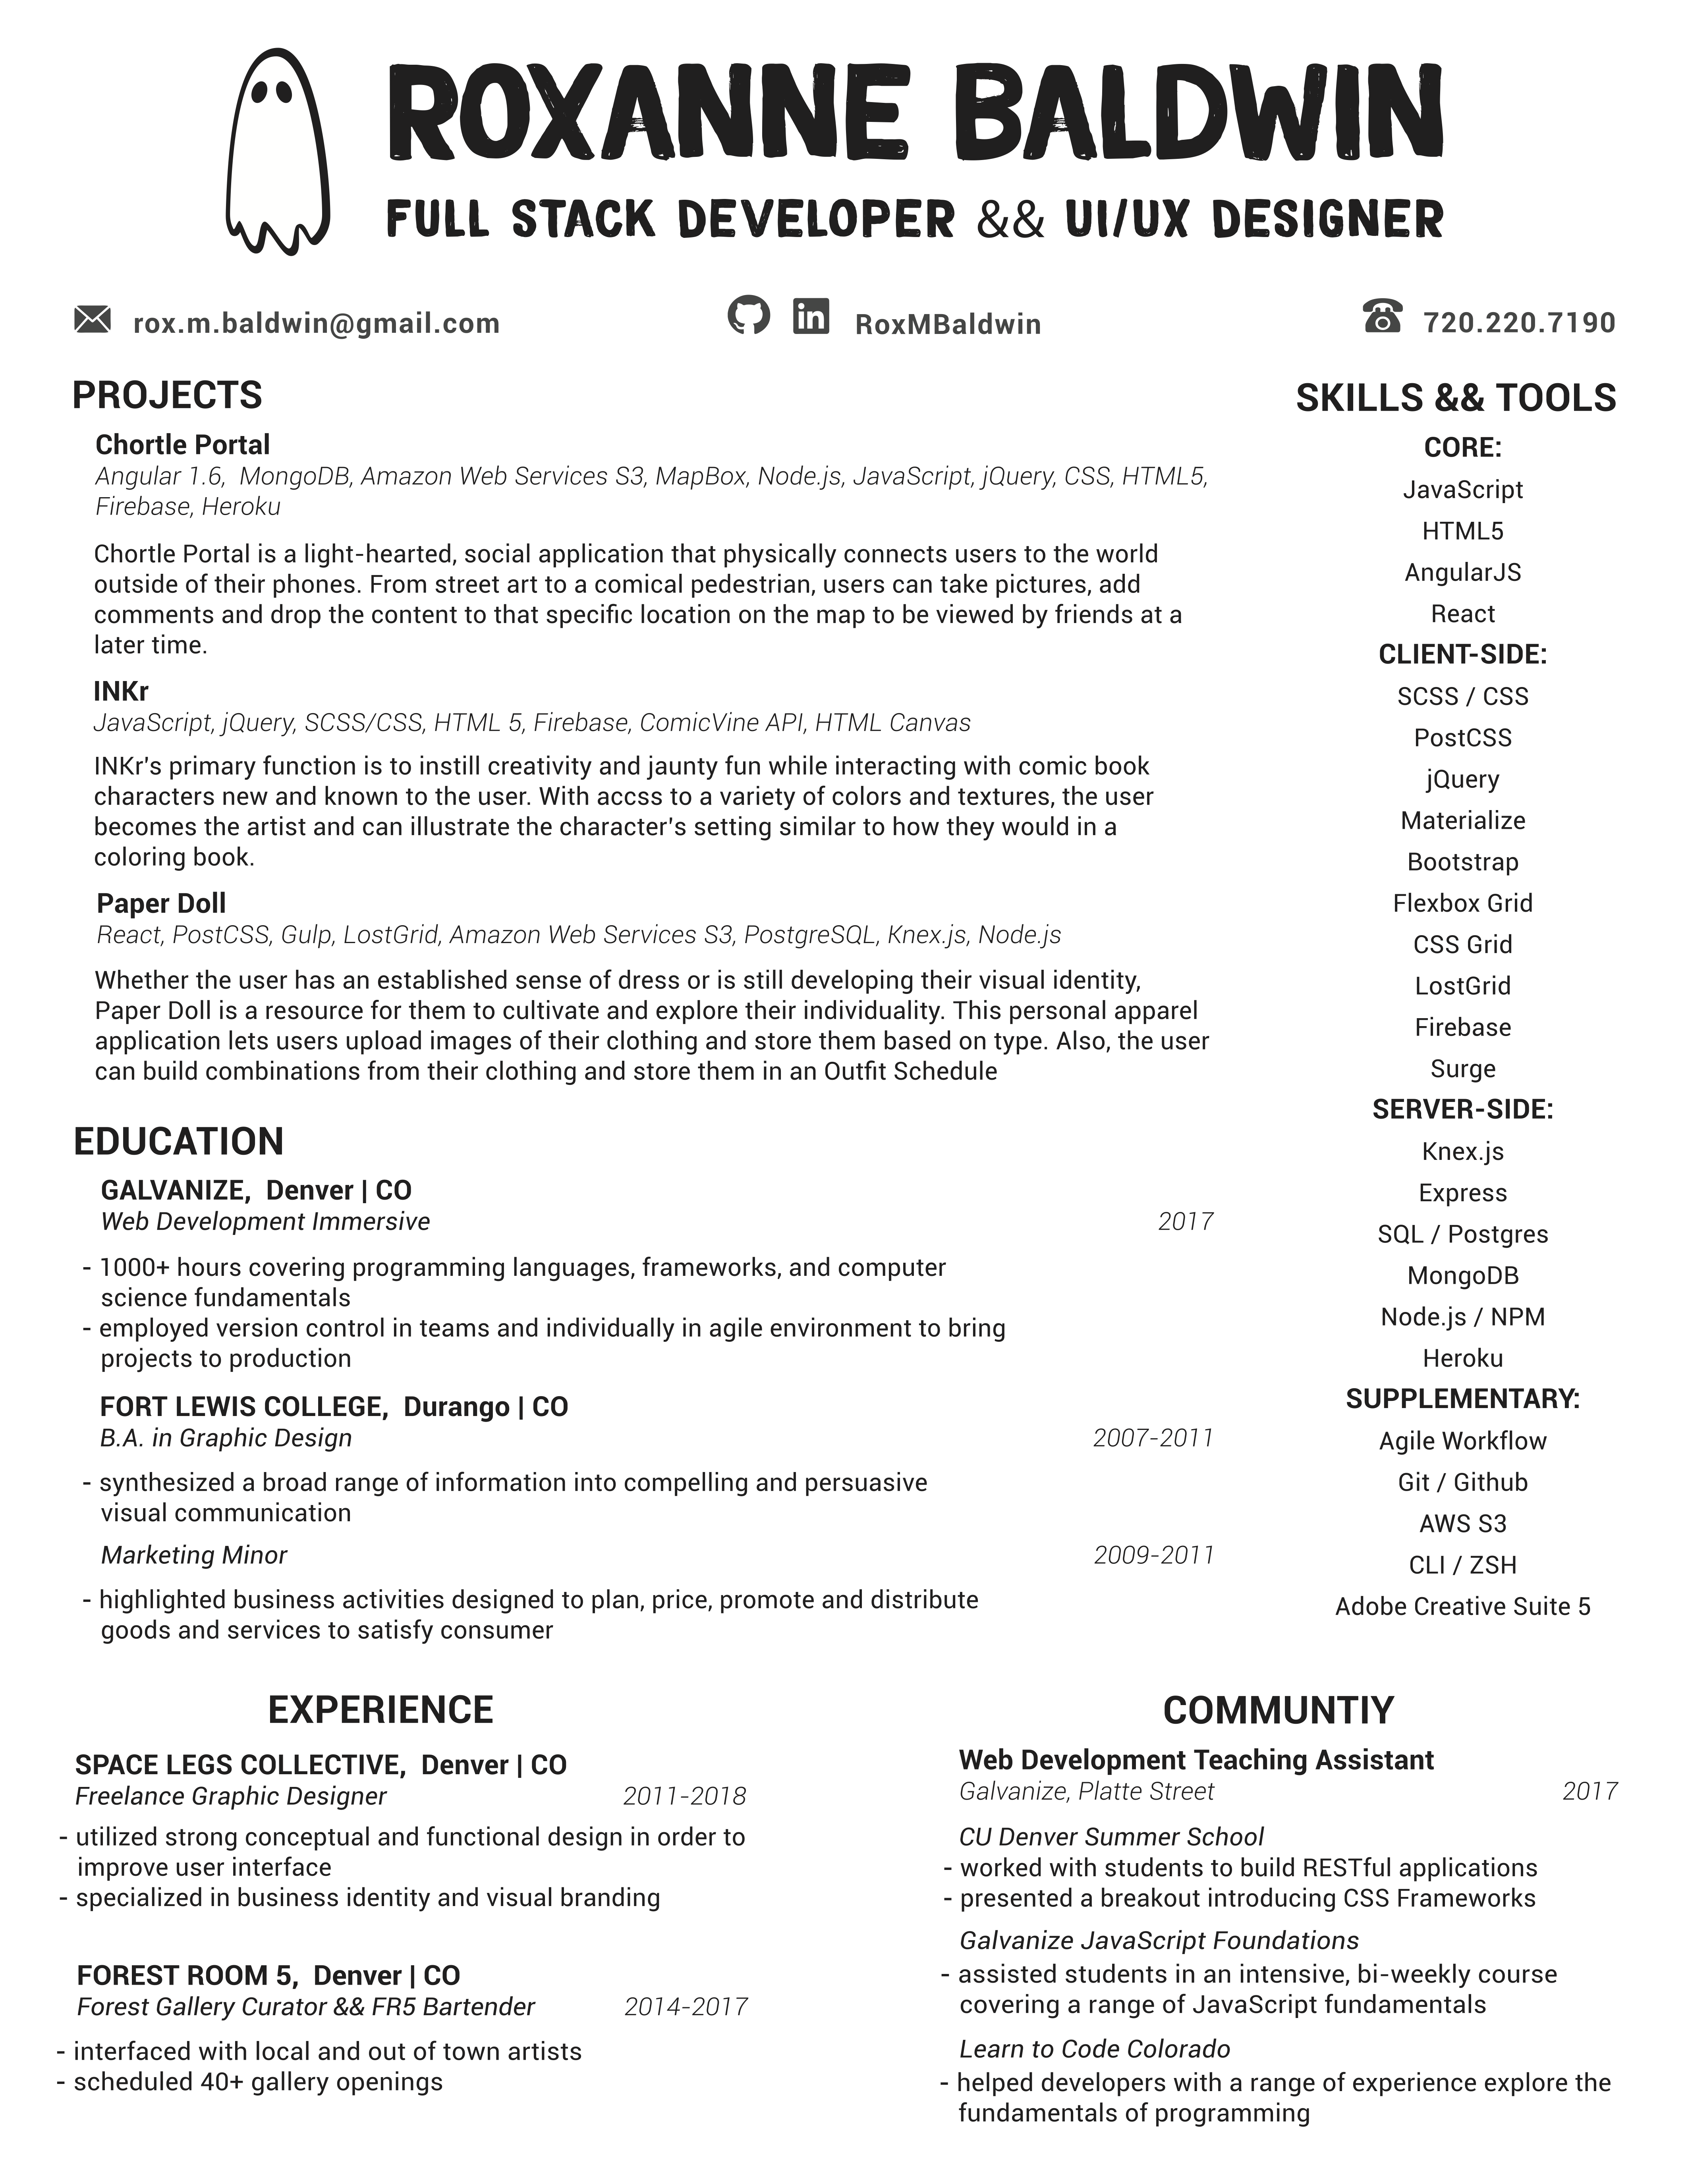 ROXANNE BALDWIN
FULL STACK DEVELOPER && UI/UX DESIGNER
rox.m.baldwin@gmail.com
in RoxMBaldwin
720.220.7190
PROJECTS
Chortle Portal
Angular 1.6,  MongoDB, Amazon Web Services S3, MapBox, Node.js, JavaScript, jQuery, CSS, HTML5,
Firebase, Heroku
Chortle Portal is a light-hearted, social application that physically connects users to the world
outside of their phones. From street art to a comical pedestrian, users can take pictures, add
comments and drop the content to that specific location on the map to be viewed by friends at a
later time.
INKr
JavaScript, jQuery, SCSS/CSS, HTML 5, Firebase, ComicVine API, HTML Canvas
INKr's primary function is to instill creativity and jaunty fun while interacting with comic book
characters new and known to the user. With accss to a variety of colors and textures, the user
becomes the artist and can illustrate the character's setting similar to how they would in a
coloring book.
Paper Doll
React, PostCSS, Gulp, LostGrid, Amazon Web Services S3, PostgreSQL, Knex.js, Node.js
Whether the user has an established sense of dress or is still developing their visual identity,
Paper Doll is a resource for them to cultivate and explore their individuality. This personal apparel
application lets users upload images of their clothing and store them based on type. Also, the user
can build combinations from their clothing and store them in an Outfit Schedule
EDUCATION
GALVANIZE,  Denver | CO
Web Development Immersive 2017
- 1000+ hours covering programming languages, frameworks, and computer
science fundamentals
- employed version control in teams and individually in agile environment to bring
projects to production
FORT LEWIS COLLEGE,  Durango | CO
B.A. in Graphic Design 2007-2011
- synthesized a broad range of information into compelling and persuasive
visual communication
Marketing Minor 2009-2011
- highlighted business activities designed to plan, price, promote and distribute
goods and services to satisfy consumer
SKILLS && TOOLS
CORE:
JavaScript
HTML5
AngularJS
React
CLIENT-SIDE:
SCSS / CSS
PostCSS
jQuery
Materialize
Bootstrap
Flexbox Grid
CSS Grid
LostGrid
Firebase
Surge
SERVER-SIDE:
Knex.js
Express
SQL / Postgres
MongoDB
Node.js / NPM
Heroku
SUPPLEMENTARY:
Agile Workflow
Git / Github
AWS S3
CLI / ZSH
Adobe Creative Suite 5
EXPERIENCE
SPACE LEGS COLLECTIVE,  Denver | CO
Freelance Graphic Designer 2011-2018
- utilized strong conceptual and functional design in order to
improve user interface
- specialized in business identity and visual branding
FOREST ROOM 5,  Denver | CO
Forest Gallery Curator && FR5 Bartender 2014-2017
- interfaced with local and out of town artists
- scheduled 40+ gallery openings
COMMUNTIY
Web Development Teaching Assistant
Galvanize, Platte Street 2017
CU Denver Summer School
- worked with students to build RESTful applications
- presented a breakout introducing CSS Frameworks
Galvanize JavaScript Foundations
- assisted students in an intensive, bi-weekly course
covering a range of JavaScript fundamentals
Learn to Code Colorado
- helped developers with a range of experience explore the
fundamentals of programming